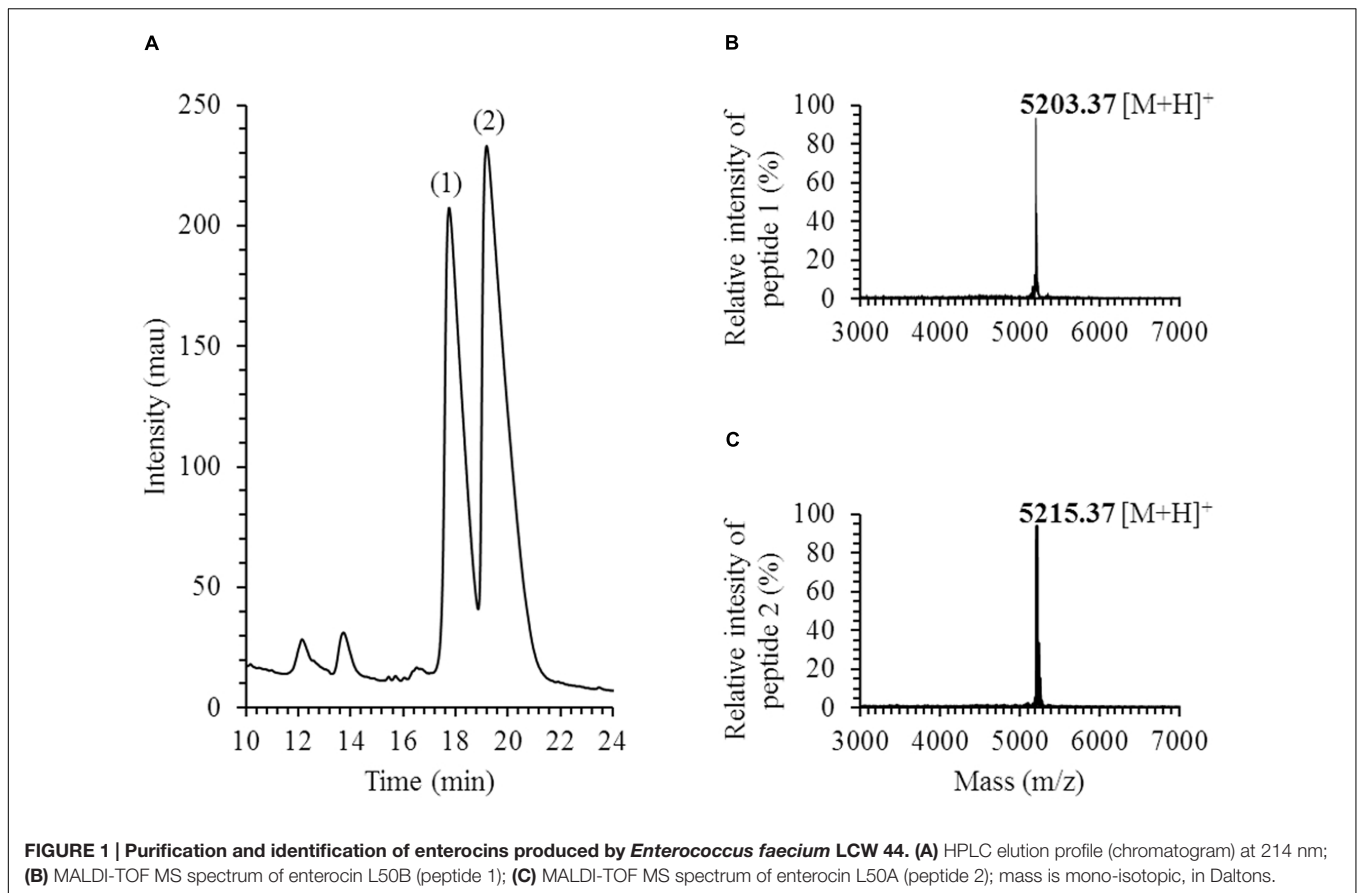 A
250
200
150
100
50
0
Intensity (mau)
(1)
(2)
10 12 14 16 18 20 22 24
Time (min)
B
Relative intensity of
peptide 1 (%)
100
80
60
40
20
0
5203.37 [M+H]+
3000 4000 5000 6000 7000
C
Relative intesity of
peptide 2 (%)
100
80
60
40
20
0
5215.37 [M+H]+
3000 4000 5000 6000 7000
Mass (m/z)
FIGURE 1 | Purification and identification of enterocins produced by Enterococcus faecium LCW 44. (A) HPLC elution profile (chromatogram) at 214 nm;
(B) MALDI-TOF MS spectrum of enterocin L50B (peptide 1); (C) MALDI-TOF MS spectrum of enterocin L50A (peptide 2); mass is mono-isotopic, in Daltons.